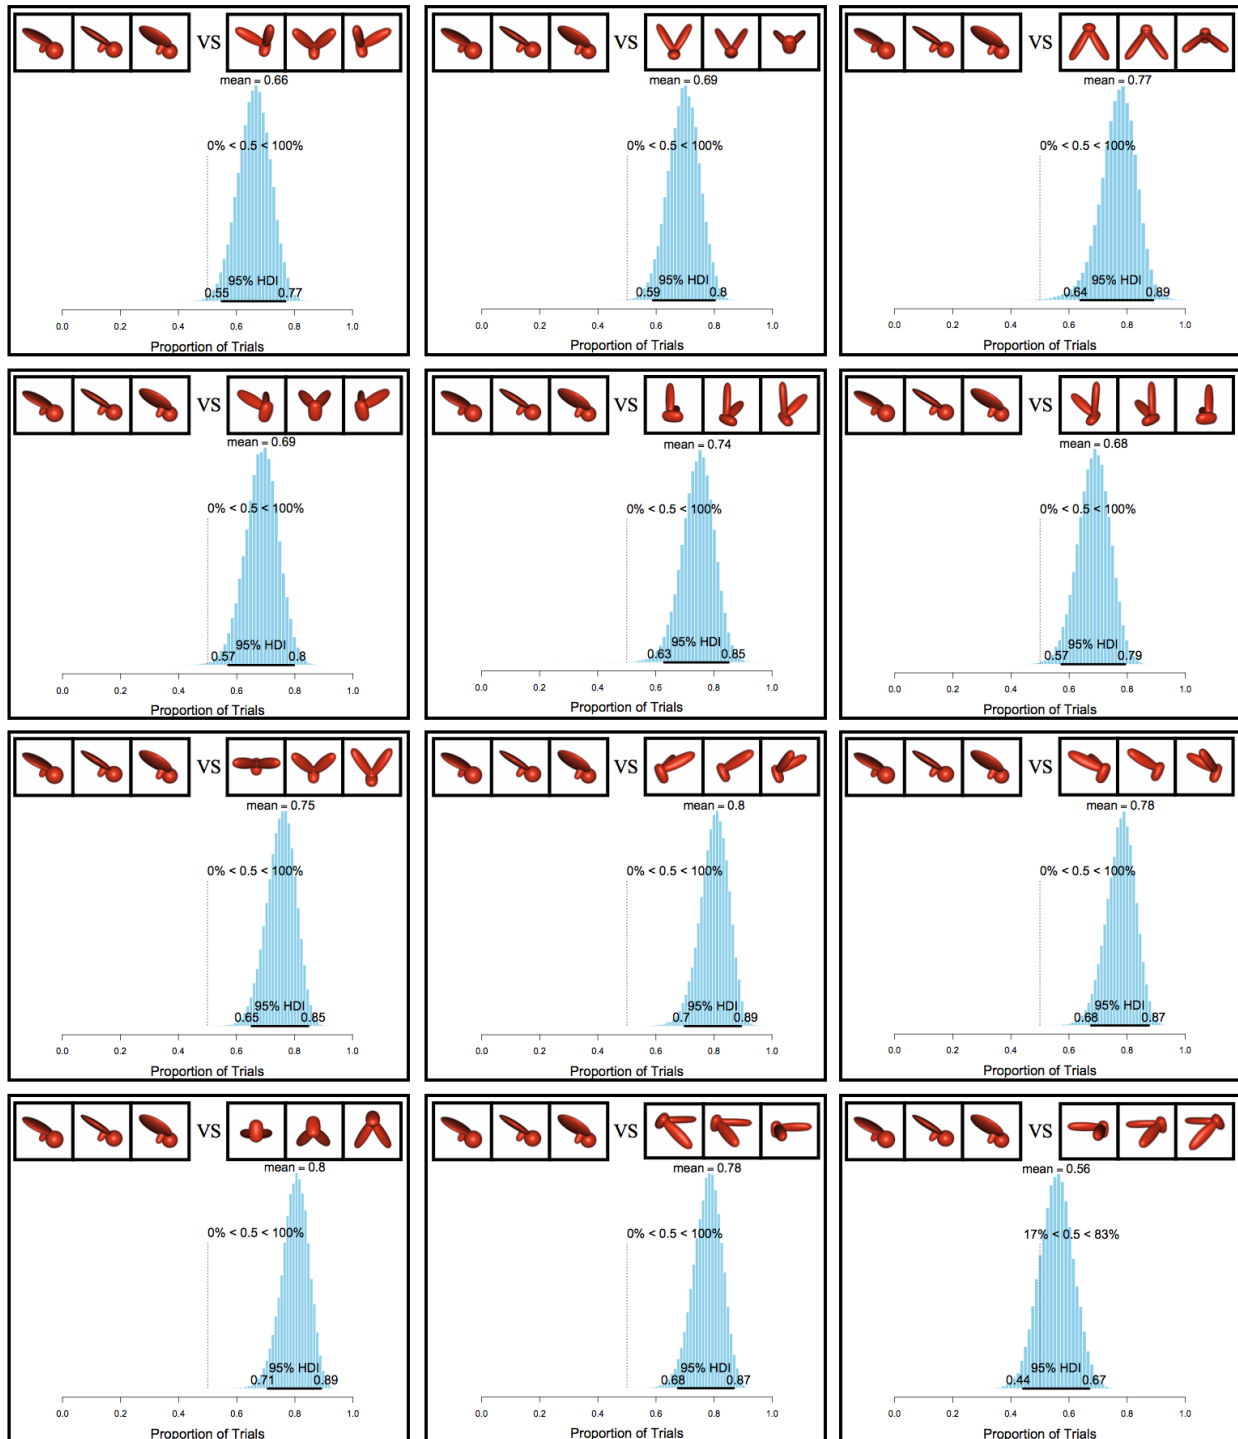 VS
mean = 0.66
0% < 0.5 < 100%
95% HDI
0.55 0.77
0.0 0.2 0.4 0.6 0.8 1.0
Proportion of Trials
VS
mean = 0.69
0% < 0.5 < 100%
95% HDI
0.59 0.8
0.0 0.2 0.4 0.6 0.8 1.0
Proportion of Trials
VS
mean = 0.77
0% < 0.5 < 100%
95% HDI
0.64 0.89
0.0 0.2 0.4 0.6 0.8 1.0
Proportion of Trials
VS
mean = 0.69
0% < 0.5 < 100%
95% HDI
0.57 0.8
0.0 0.2 0.4 0.6 0.8 1.0
Proportion of Trials
VS
mean = 0.74
0% < 0.5 < 100%
95% HDI
0.63 0.85
0.0 0.2 0.4 0.6 0.8 1.0
Proportion of Trials
VS
mean = 0.68
0% < 0.5 < 100%
95% HDI
0.57 0.79
0.0 0.2 0.4 0.6 0.8 1.0
Proportion of Trials
VS
mean = 0.75
0% < 0.5 < 100%
95% HDI
0.65 0.85
0.0 0.2 0.4 0.6 0.8 1.0
Proportion of Trials
VS
mean = 0.8
0% < 0.5 < 100%
95% HDI
0.7 0.89
0.0 0.2 0.4 0.6 0.8 1.0
Proportion of Trials
VS
mean = 0.78
0% < 0.5 < 100%
95% HDI
0.68 0.87
0.0 0.2 0.4 0.6 0.8 1.0
Proportion of Trials
VS
mean = 0.8
0% < 0.5 < 100%
95% HDI
0.71 0.89
0.0 0.2 0.4 0.6 0.8 1.0
Proportion of Trials
VS
mean = 0.78
0% < 0.5 < 100%
95% HDI
0.68 0.87
0.0 0.2 0.4 0.6 0.8 1.0
Proportion of Trials
VS
mean = 0.56
17% < 0.5 < 83%
95% HDI
0.44 0.67
0.0 0.2 0.4 0.6 0.8 1.0
Proportion of Trials